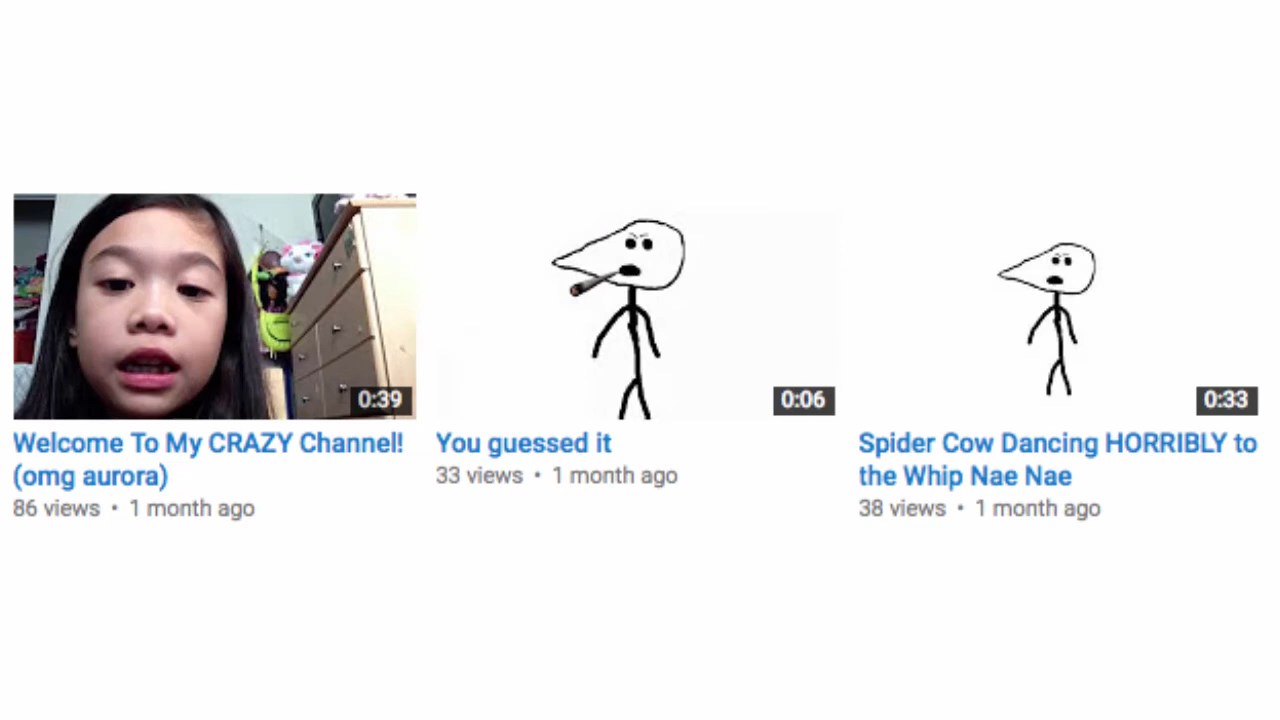 0:39
0:06
0:33
Welcome To My CRAZY Channel!
(omg aurora)
86 views • 1 month ago
You guessed it
33 views • 1 month ago
Spider Cow Dancing HORRIBLY to
the Whip Nae Nae
38 views • 1 month ago